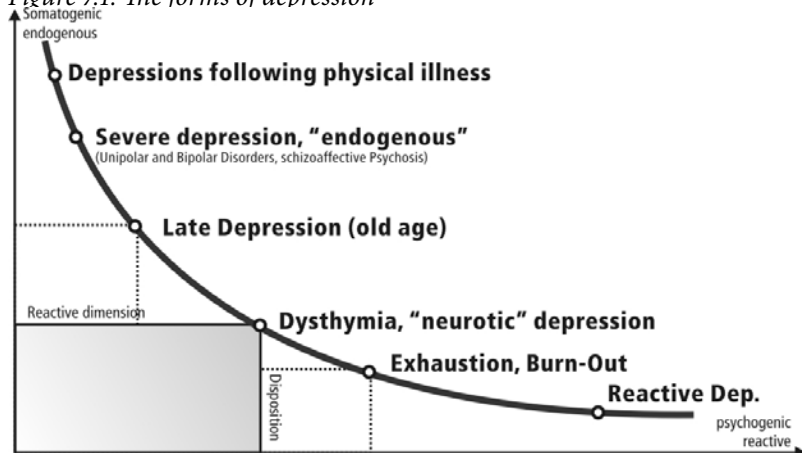 Figure 7.1: The forms of depression
Somatogenic
endogenous
Depressions following physical illness
Severe depression, “endogenous”
(Unipolar and Bipolar Disorders, schizoaffective Psychosis)
Late Depression (old age)
Reactive dimension
Dysthymia, “neurotic” depression
Exhaustion, Burn-Out
Disposition
Reactive Dep.
psychogenic
reactive